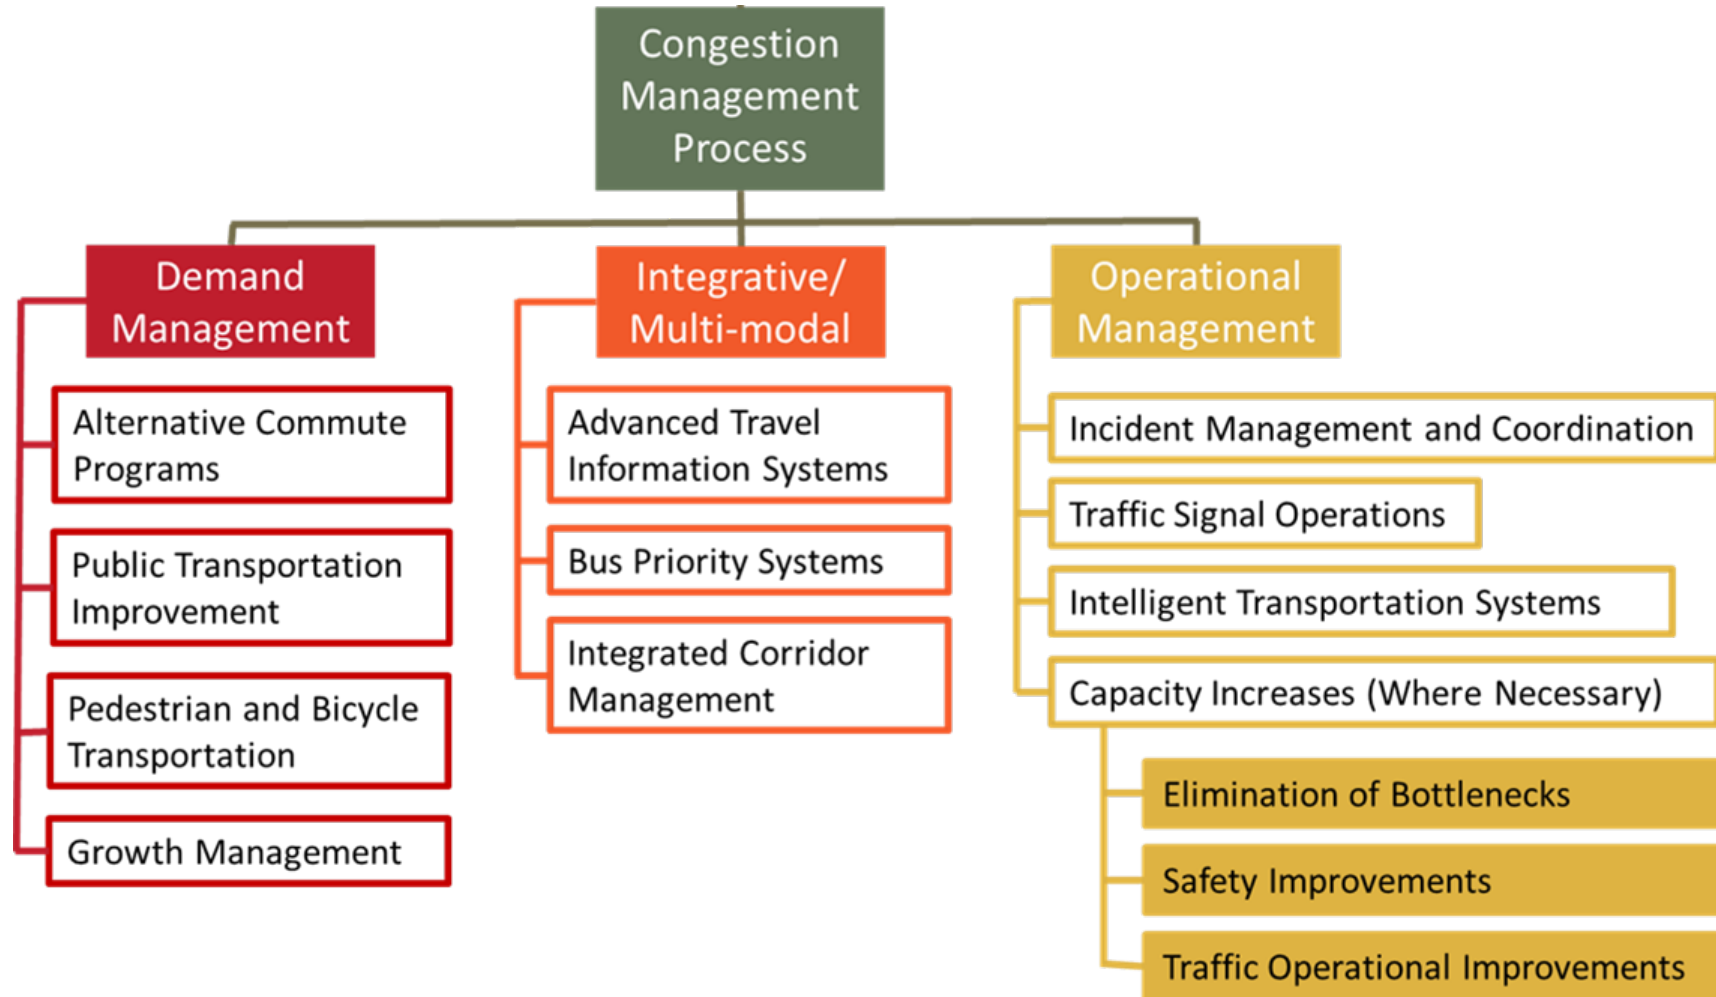 Congestion
Management
Process
Demand
Management
Alternative Commute
Programs
Public Transportation
Improvement
Pedestrian and Bicycle
Transportation
Growth Management
Integrative/
Multi-modal
Advanced Travel
Information Systems
Bus Priority Systems
Integrated Corridor
Management
Operational
Management
Incident Management and Coordination
Traffic Signal Operations
Intelligent Transportation Systems
Capacity Increases (Where Necessary)
Elimination of Bottlenecks
Safety Improvements
Traffic Operational Improvements